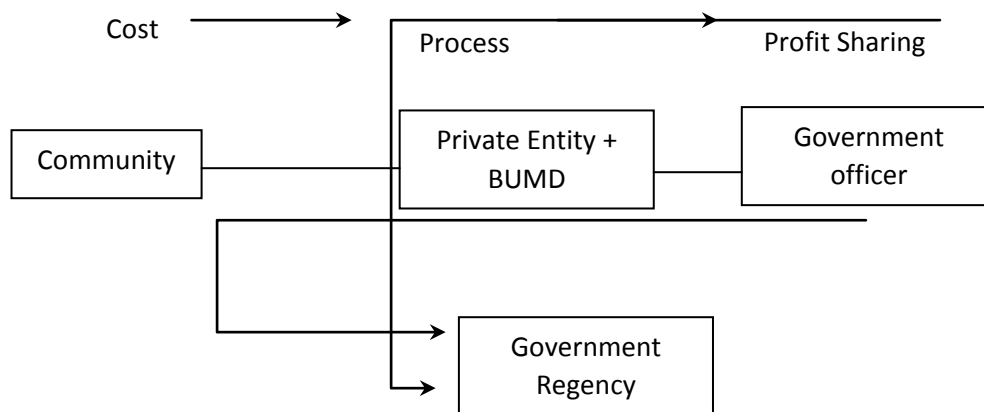 Cost
Process
Profit Sharing
Community
Private Entity +
BUMD
Government
officer
Government
Regency